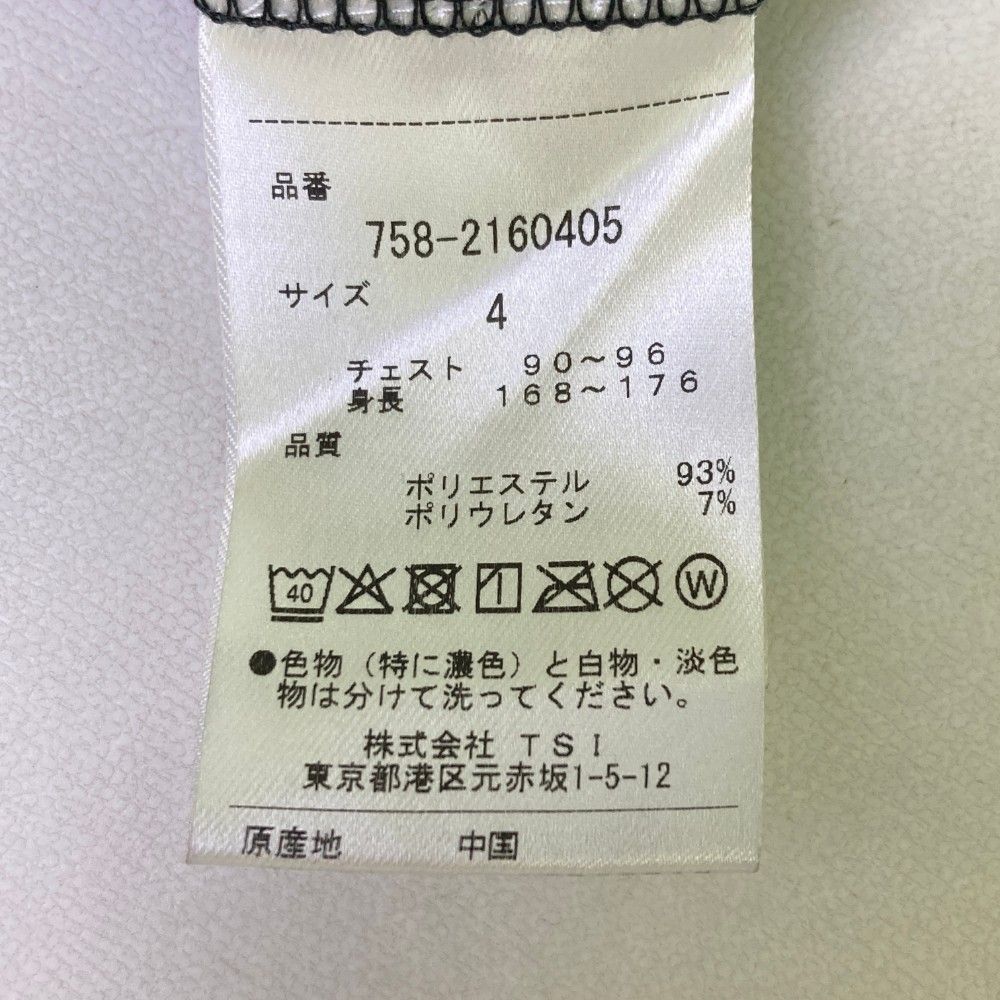 品番
758-2160405
サイズ
4
チェスト 90～96
身長 168～176
品質
ポリエステル 93%
ポリウレタン 7%
40 W
●色物（特に濃色）と白物・淡色
物は分けて洗ってください。
株式会社 TSI
東京都港区元赤坂1-5-12
原産地 中国